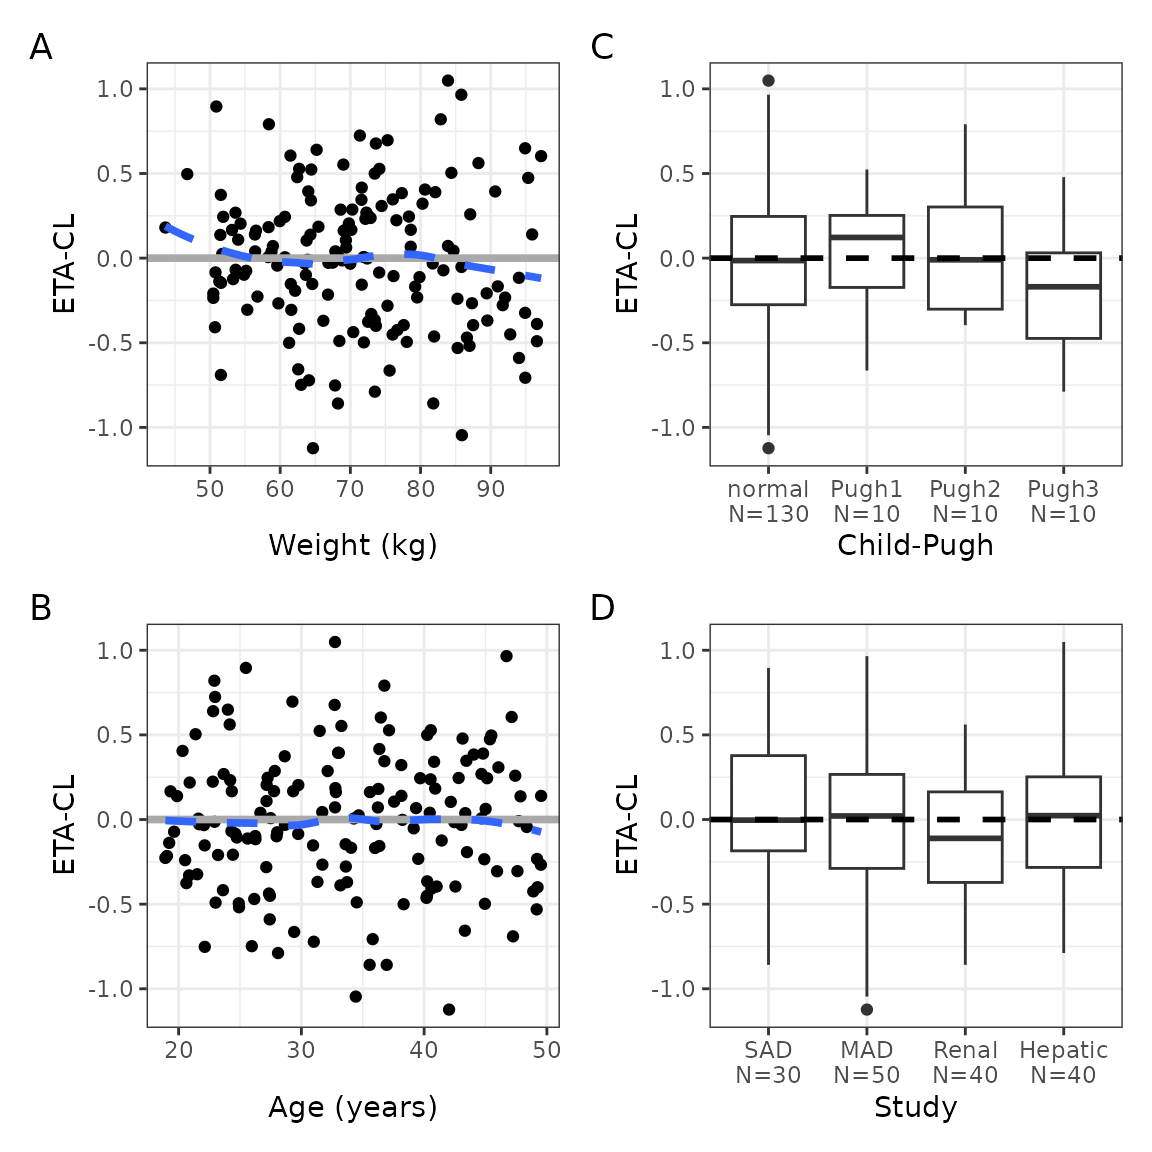 A
ETA-CL
1.0
0.5
0.0
-0.5
-1.0
50 60 70 80 90
Weight (kg)
C
ETA-CL
1.0
0.5
0.0
-0.5
-1.0
normal Pugh1 Pugh2 Pugh3
N=130 N=10 N=10 N=10
Child-Pugh
B
ETA-CL
1.0
0.5
0.0
-0.5
-1.0
20 30 40 50
Age (years)
D
ETA-CL
1.0
0.5
0.0
-0.5
-1.0
SAD MAD Renal Hepatic
N=30 N=50 N=40 N=40
Study